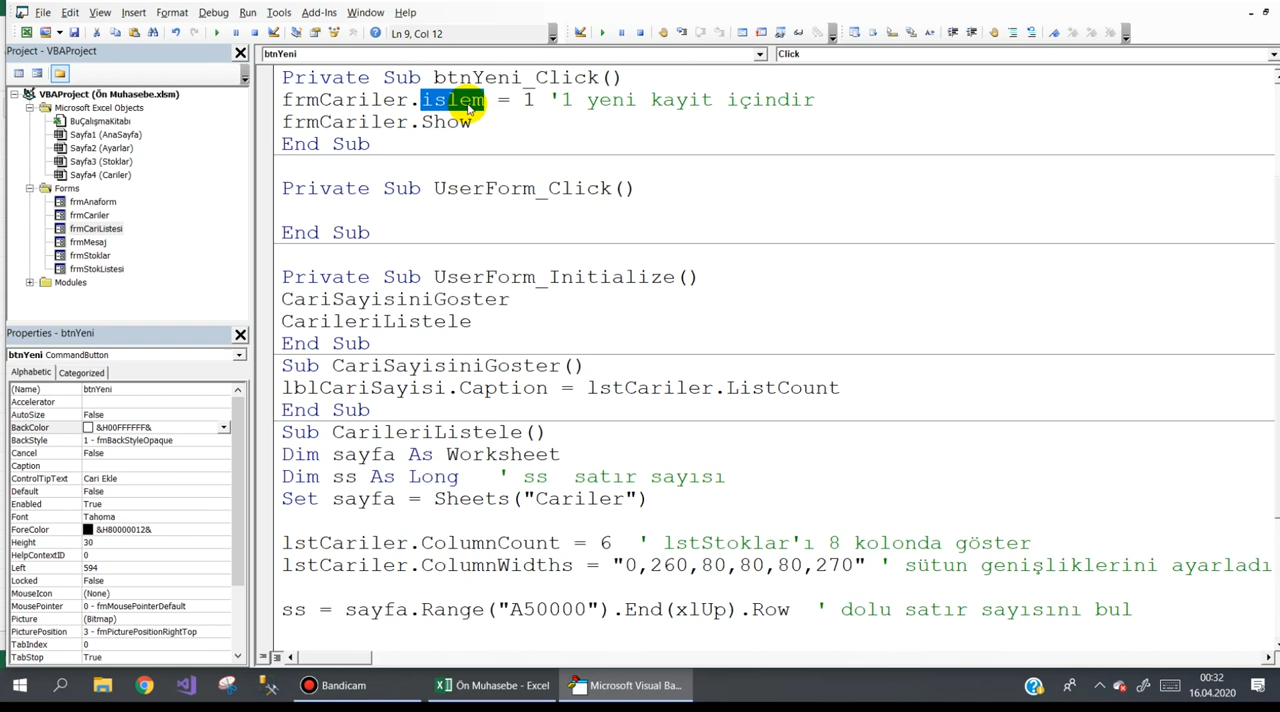 File Edit View Insert Format Debug Run Tools Add-Ins Window Help
Ln 9, Col 12
Project - VBAProject
btnYeni
Click
VBAProject (Ön Muhasebe.xlsm)
Microsoft Excel Objects
BuÇalışmaKitabı
Sayfa1 (AnaSayfa)
Sayfa2 (Ayarlar)
Sayfa3 (Stoklar)
Sayfa4 (Cariler)
Forms
frmAnaform
frmCariler
frmCariListesi
frmMesaj
frmStoklar
frmStokListesi
Modules
Properties - btnYeni
btnYeni CommandButton
Alphabetic Categorized
(Name) btnYeni
Accelerator
AutoSize False
BackColor &H00FFFFFF&
BackStyle 1 - fmBackStyleOpaque
Cancel False
Caption
ControlTipText Cari Ekle
Default False
Enabled True
Font Tahoma
ForeColor &H80000012&
Height 30
HelpContextID 0
Left 594
Locked False
MouseIcon (None)
MousePointer 0 - fmMousePointerDefault
Picture (Bitmap)
PicturePosition 3 - fmPicturePositionRightTop
TabIndex 0
TabStop True
Private Sub btnYeni_Click()
frmCariler.islem = 1 '1 yeni kayit içindir
frmCariler.Show
End Sub
Private Sub UserForm_Click()
End Sub
Private Sub UserForm_Initialize()
CariSayisiniGoster
CarileriListele
End Sub
Sub CariSayisiniGoster()
lblCariSayisi.Caption = lstCariler.ListCount
End Sub
Sub CarileriListele()
Dim sayfa As Worksheet
Dim ss As Long ' ss satır sayısı
Set sayfa = Sheets("Cariler")
lstCariler.ColumnCount = 6 ' lstStoklar'ı 8 kolonda göster
lstCariler.ColumnWidths = "0,260,80,80,80,270" ' sütun genişliklerini ayarladı
ss = sayfa.Range("A50000").End(xlUp).Row ' dolu satır sayısını bul
Bandicam
Ön Muhasebe - Excel
Microsoft Visual Ba...
00:32
16.04.2020